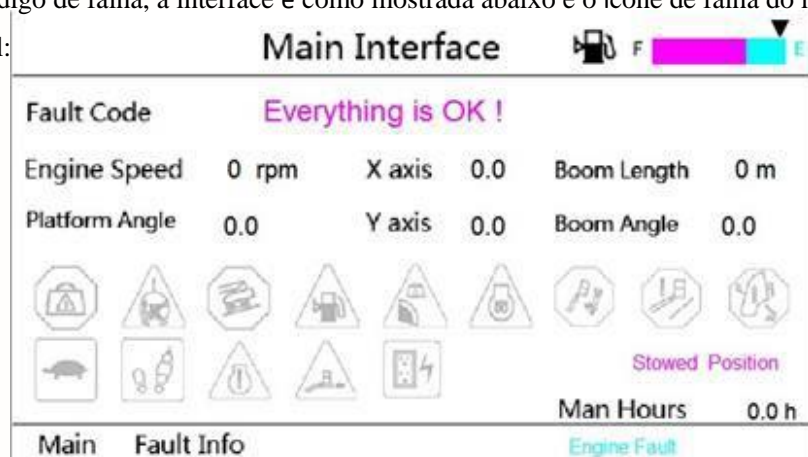 digo de falha, a interface é como mostrada abaixo e o ícone de falha do
l:
Main Interface F E
Fault Code Everything is OK !
Engine Speed 0 rpm X axis 0.0 Boom Length 0 m
Platform Angle 0.0 Y axis 0.0 Boom Angle 0.0
Stowed Position
Man Hours 0.0 h
Main Fault Info Engine Fault